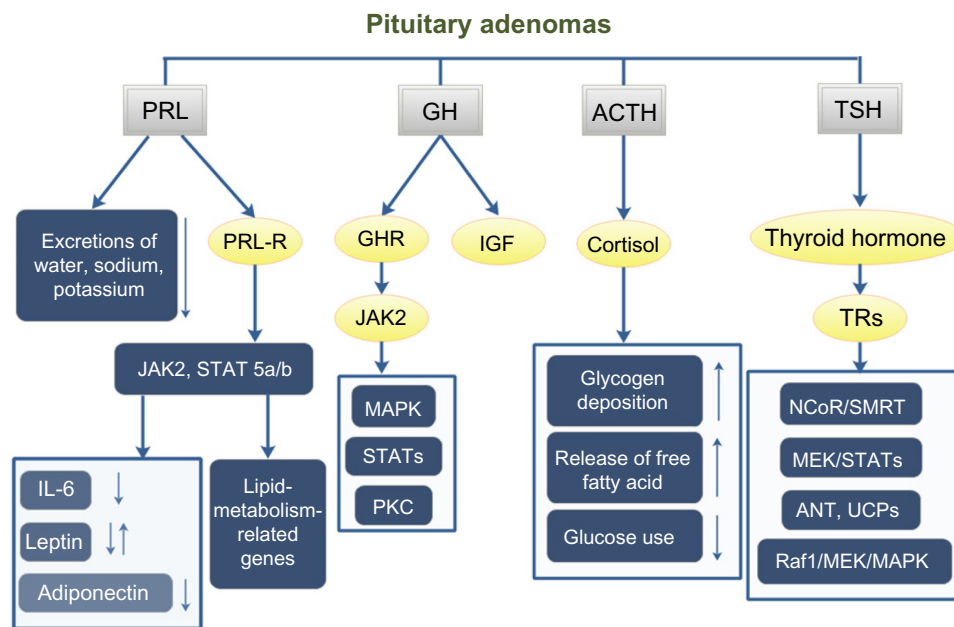 Pituitary adenomas
PRL
GH
ACTH
TSH
Excretions of
water, sodium,
potassium
PRL-R
GHR
IGF
Cortisol
Thyroid hormone
JAK2
TRs
JAK2, STAT 5a/b
MAPK
STATs
PKC
Glycogen
deposition
Release of free
fatty acid
Glucose use
NCoR/SMRT
MEK/STATs
ANT, UCPs
Raf1/MEK/MAPK
IL-6
Leptin
Adiponectin
Lipid-
metabolism-
related
genes